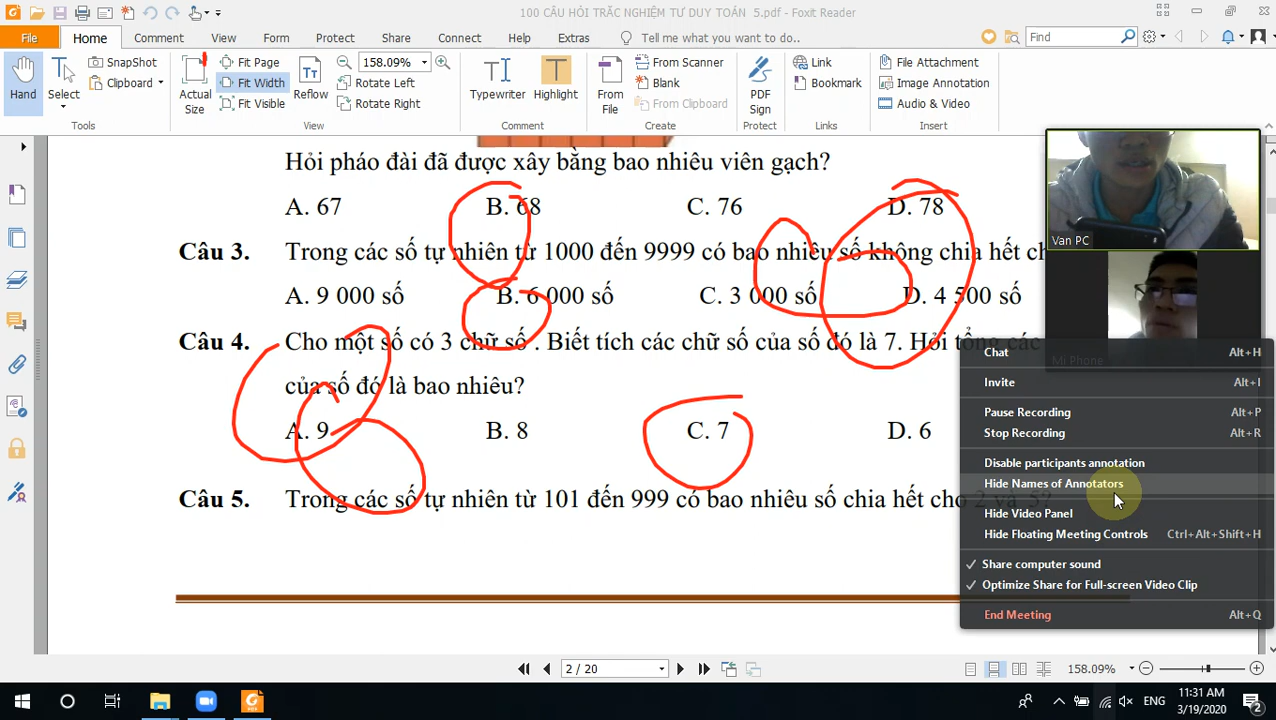 100 CÂU HỎI TRẮC NGHIỆM TƯ DUY TOÁN 5.pdf - Foxit Reader
File Home Comment View Form Protect Share Connect Help Extras Tell me what you want to do... Find
Hand
Select
SnapShot
Clipboard
Tools
Actual Size
Fit Page
Fit Width
Fit Visible
Reflow
158.09%
Rotate Left
Rotate Right
View
Typewriter
Highlight
Comment
From File
From Scanner
Blank
From Clipboard
Create
PDF Sign
Protect
Link
Bookmark
Links
File Attachment
Image Annotation
Audio & Video
Insert
Hỏi pháo đài đã được xây bằng bao nhiêu viên gạch?
A. 67 B. 68 C. 76 D. 78
Câu 3. Trong các số tự nhiên từ 1000 đến 9999 có bao nhiêu số không chia hết
A. 9 000 số B. 6 000 số C. 3 000 số D. 4 500 số
Câu 4. Cho một số có 3 chữ số . Biết tích các chữ số của số đó là 7. Hỏi tổng các
của số đó là bao nhiêu?
A. 9 B. 8 C. 7 D. 6
Câu 5. Trong các số tự nhiên từ 101 đến 999 có bao nhiêu số chia hết cho 2 và 5?
Van PC
Mi Phone
Chat Alt+H
Invite Alt+I
Pause Recording Alt+P
Stop Recording Alt+R
Disable participants annotation
Hide Names of Annotators
Hide Video Panel
Hide Floating Meeting Controls Ctrl+Alt+Shift+H
Share computer sound
Optimize Share for Full-screen Video Clip
End Meeting Alt+Q
2 / 20
158.09%
ENG
11:31 AM
3/19/2020
2